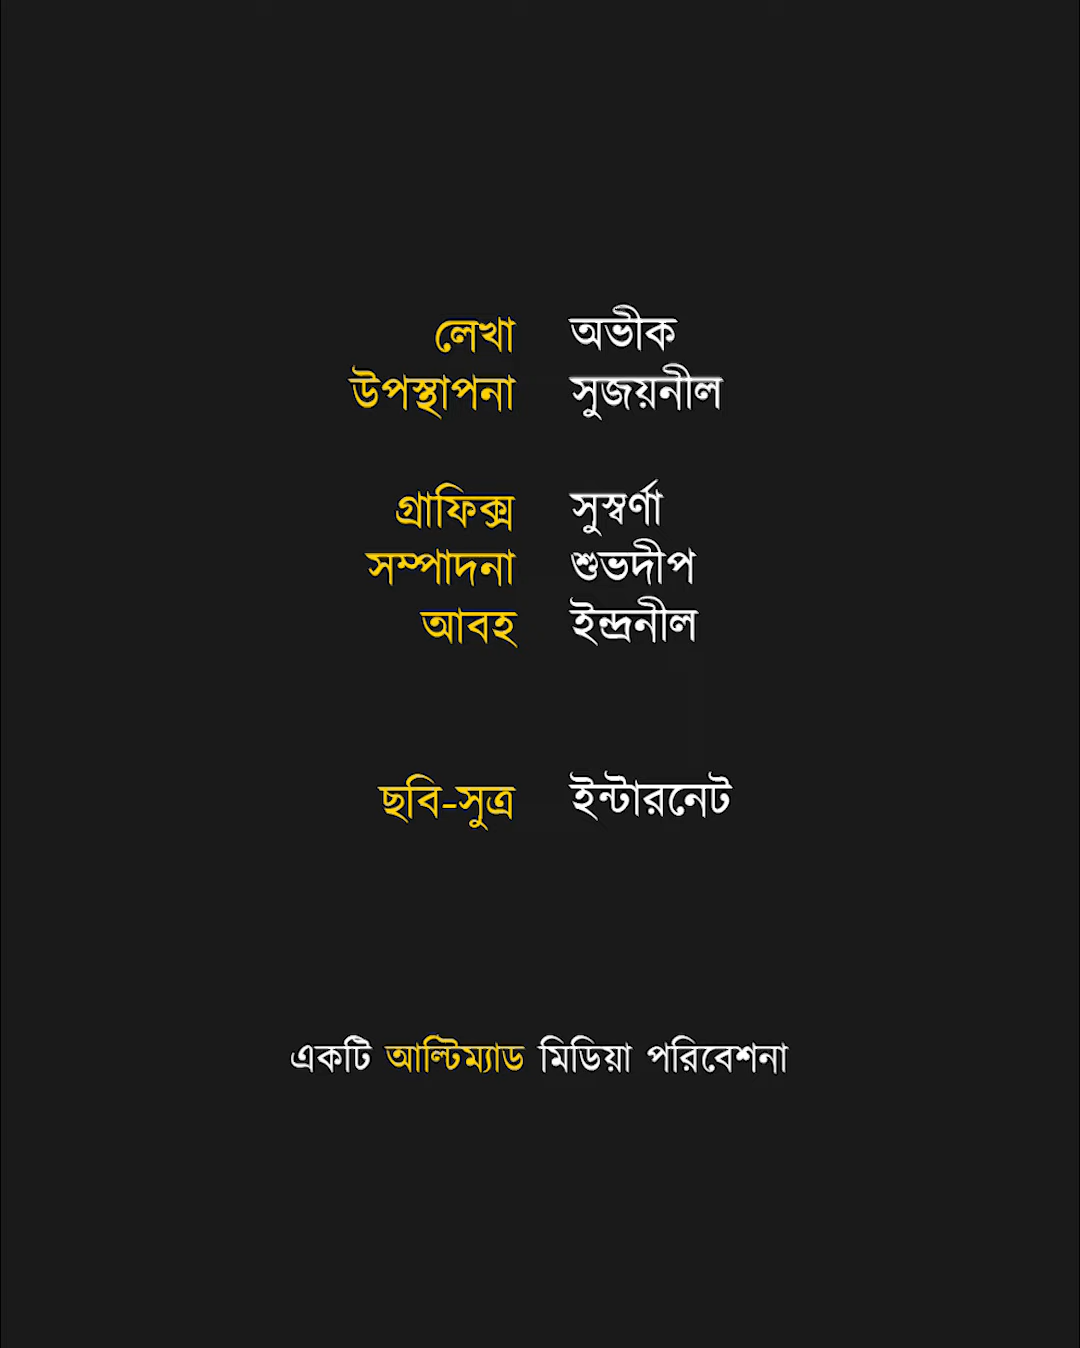 লেখা অভীক
উপস্থাপনা সুজয়নীল
গ্রাফিক্স সুস্বর্ণা
সম্পাদনা শুভদীপ
আবহ ইন্দ্রনীল
ছবি-সুত্র ইন্টারনেট
একটি আল্টিম্যাড মিডিয়া পরিবেশনা